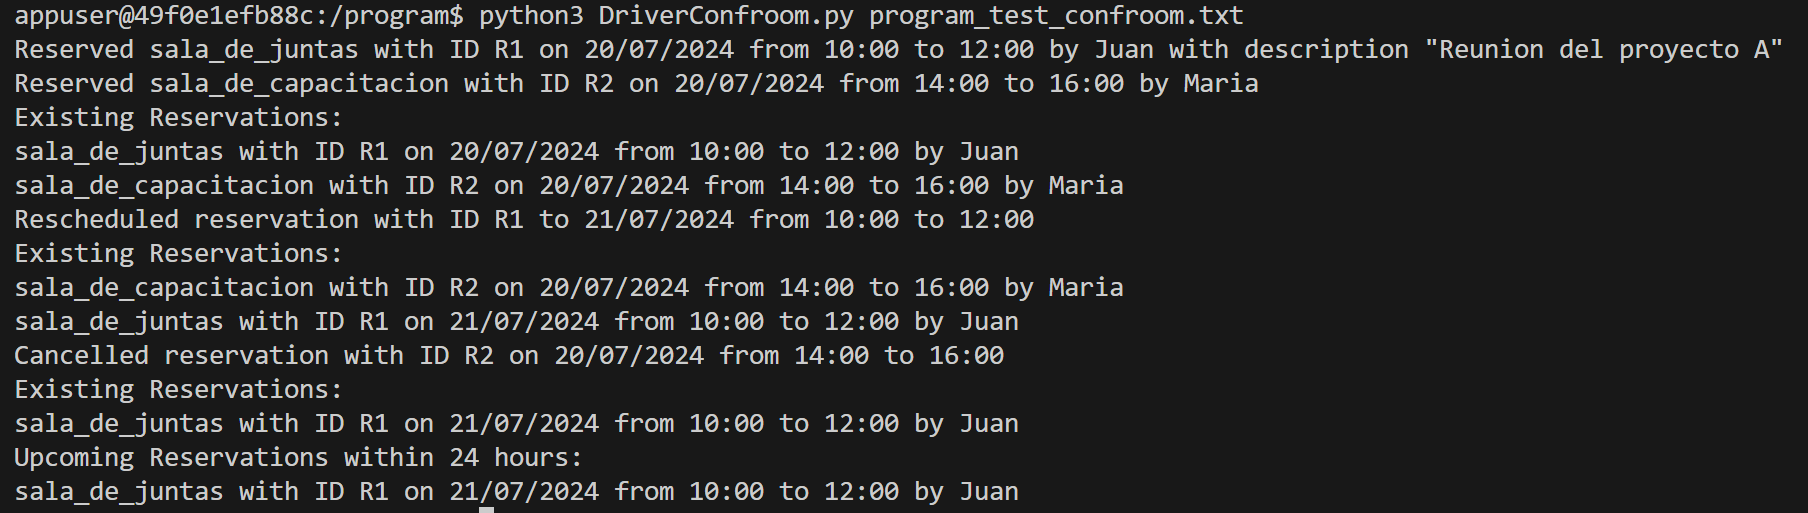 appuser@49f0e1efb88c:/program$ python3 DriverConfroom.py program_test_confroom.txt
Reserved sala_de_juntas with ID R1 on 20/07/2024 from 10:00 to 12:00 by Juan with description "Reunion del proyecto A"
Reserved sala_de_capacitacion with ID R2 on 20/07/2024 from 14:00 to 16:00 by Maria
Existing Reservations:
sala_de_juntas with ID R1 on 20/07/2024 from 10:00 to 12:00 by Juan
sala_de_capacitacion with ID R2 on 20/07/2024 from 14:00 to 16:00 by Maria
Rescheduled reservation with ID R1 to 21/07/2024 from 10:00 to 12:00
Existing Reservations:
sala_de_capacitacion with ID R2 on 20/07/2024 from 14:00 to 16:00 by Maria
sala_de_juntas with ID R1 on 21/07/2024 from 10:00 to 12:00 by Juan
Cancelled reservation with ID R2 on 20/07/2024 from 14:00 to 16:00
Existing Reservations:
sala_de_juntas with ID R1 on 21/07/2024 from 10:00 to 12:00 by Juan
Upcoming Reservations within 24 hours:
sala_de_juntas with ID R1 on 21/07/2024 from 10:00 to 12:00 by Juan